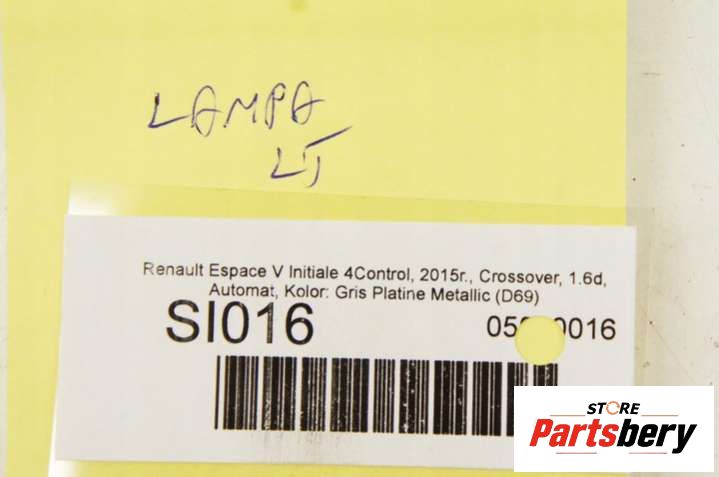 LAMPA
LT
Renault Espace V Initiale 4Control, 2015r., Crossover, 1.6d,
Automat, Kolor: Gris Platine Metallic (D69)
SI016
STORE
Partsbery